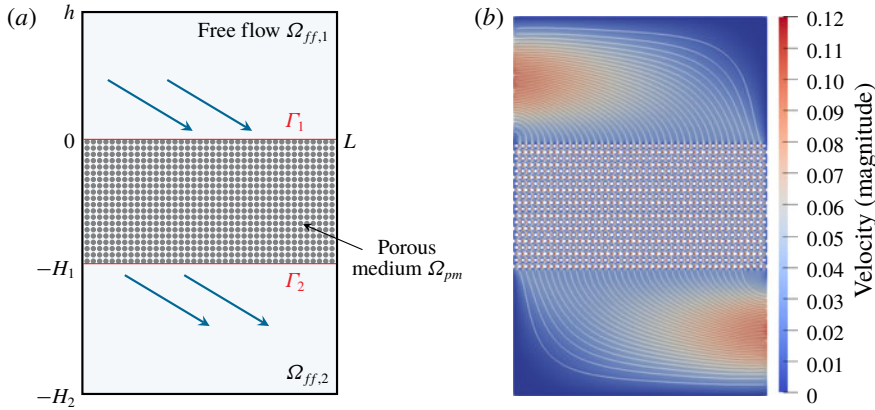 (a)
h
Free flow Ω_{ff,1}
Γ_1
0
L
Porous
medium Ω_{pm}
−H_1
Γ_2
Ω_{ff,2}
−H_2
(b)
0.12
0.11
0.10
0.09
0.08
0.07
0.06
0.05
0.04
0.03
0.02
0.01
0
Velocity (magnitude)